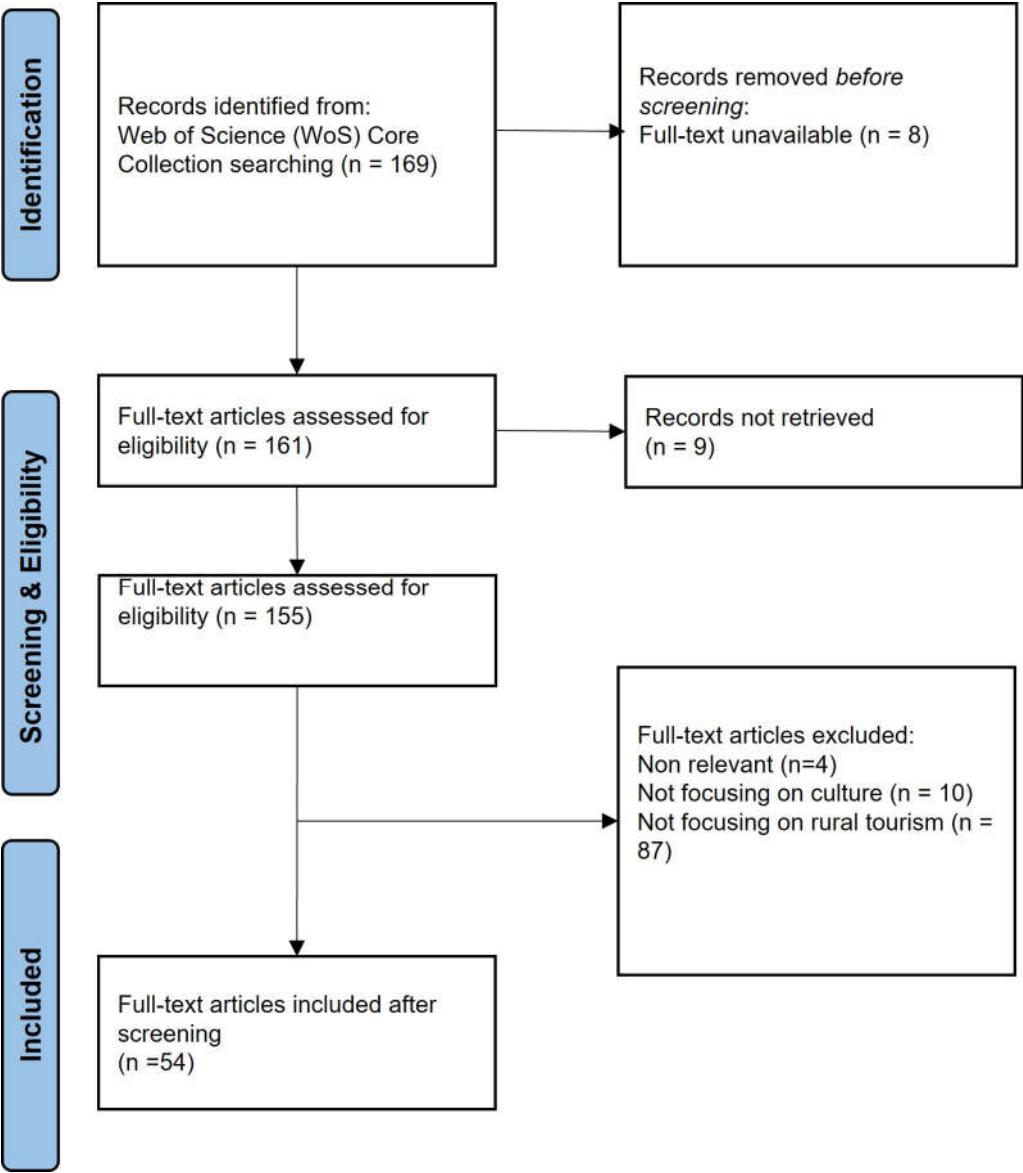 Identification
Records identified from:
Web of Science (WoS) Core
Collection searching (n = 169)
Records removed before
screening:
Full-text unavailable (n = 8)
Screening & Eligibility
Full-text articles assessed for
eligibility (n = 161)
Records not retrieved
(n = 9)
Full-text articles assessed for
eligibility (n = 155)
Full-text articles excluded:
Non relevant (n=4)
Not focusing on culture (n = 10)
Not focusing on rural tourism (n =
87)
Included
Full-text articles included after
screening
(n =54)